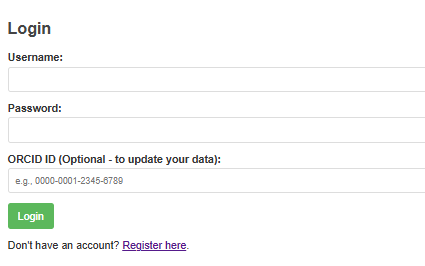 Login
Username:
Password:
ORCID ID (Optional - to update your data):
e.g., 0000-0001-2345-6789
Login
Don't have an account? Register here.